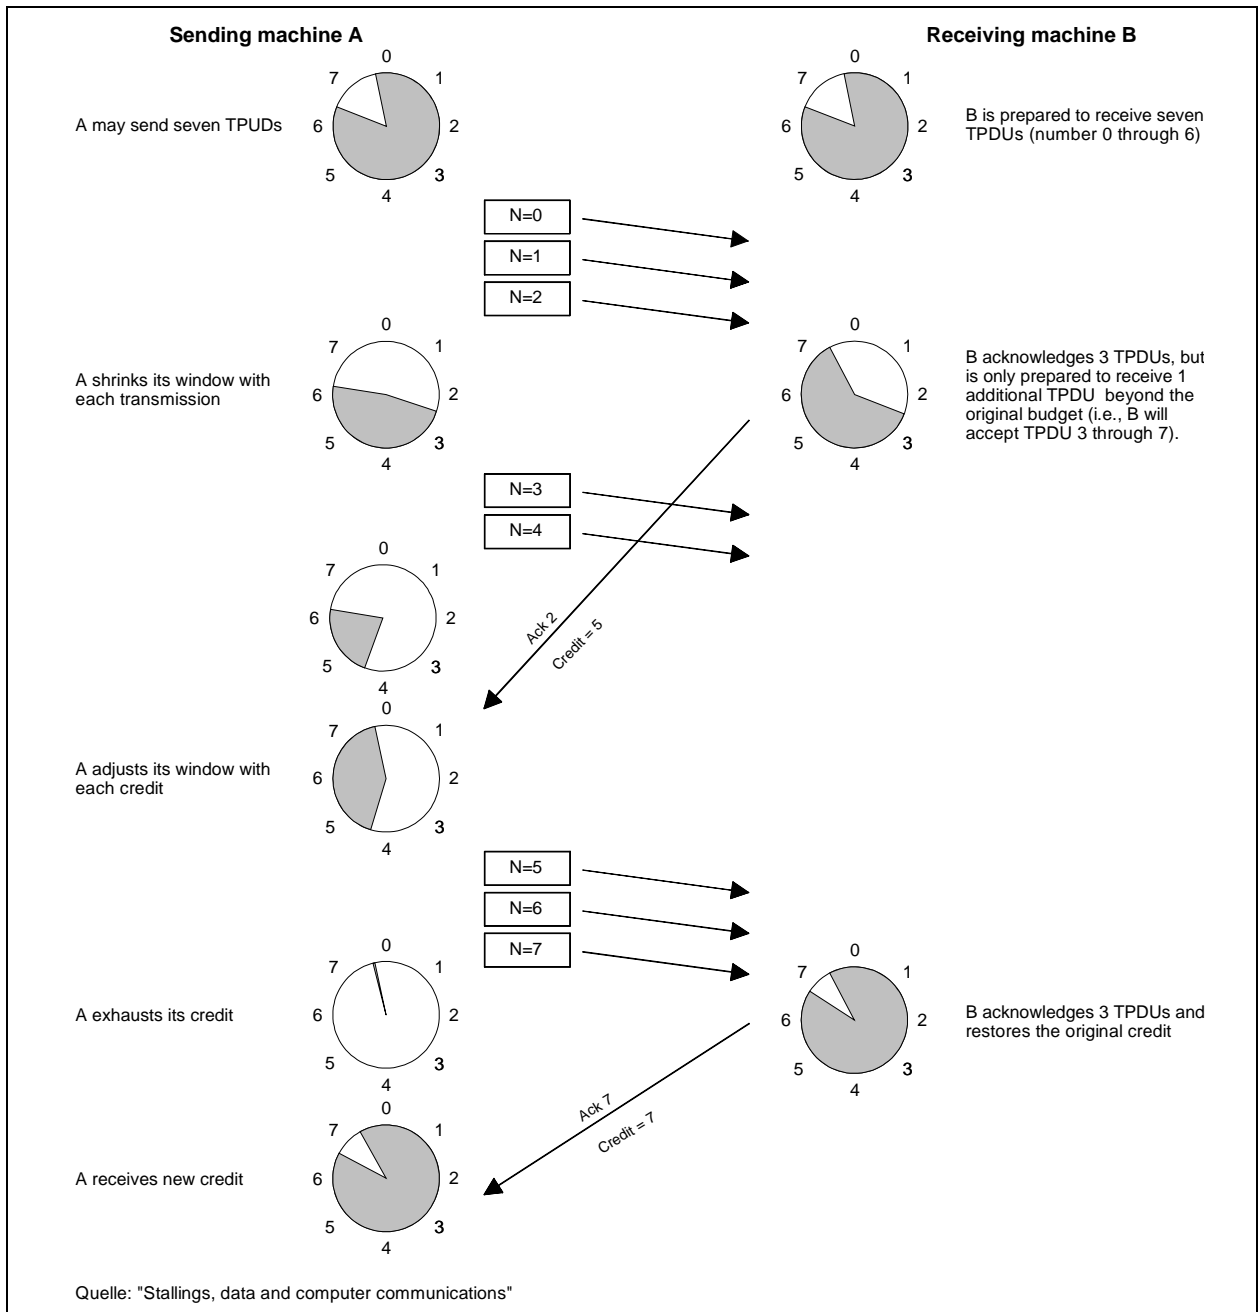 Sending machine A
Receiving machine B
0
7 1
A may send seven TPUDs
6 2
5 3
4
0
7 1
6 2
5 3
4
B is prepared to receive seven
TPDUs (number 0 through 6)
N=0
N=1
N=2
0
7 1
A shrinks its window with
each transmission
6 2
5 3
4
0
7 1
6 2
5 3
4
B acknowledges 3 TPDUs, but
is only prepared to receive 1
additional TPDU beyond the
original budget (i.e., B will
accept TPDU 3 through 7).
N=3
N=4
0
7 1
6 2
5 3
4
Ack 2
Credit = 5
0
7 1
A adjusts its window with
each credit
6 2
5 3
4
N=5
N=6
N=7
0
7 1
A exhausts its credit
6 2
5 3
4
0
7 1
6 2
5 3
4
B acknowledges 3 TPDUs and
restores the original credit
Ack 7
Credit = 7
0
7 1
A receives new credit
6 2
5 3
4
Quelle: "Stallings, data and computer communications"